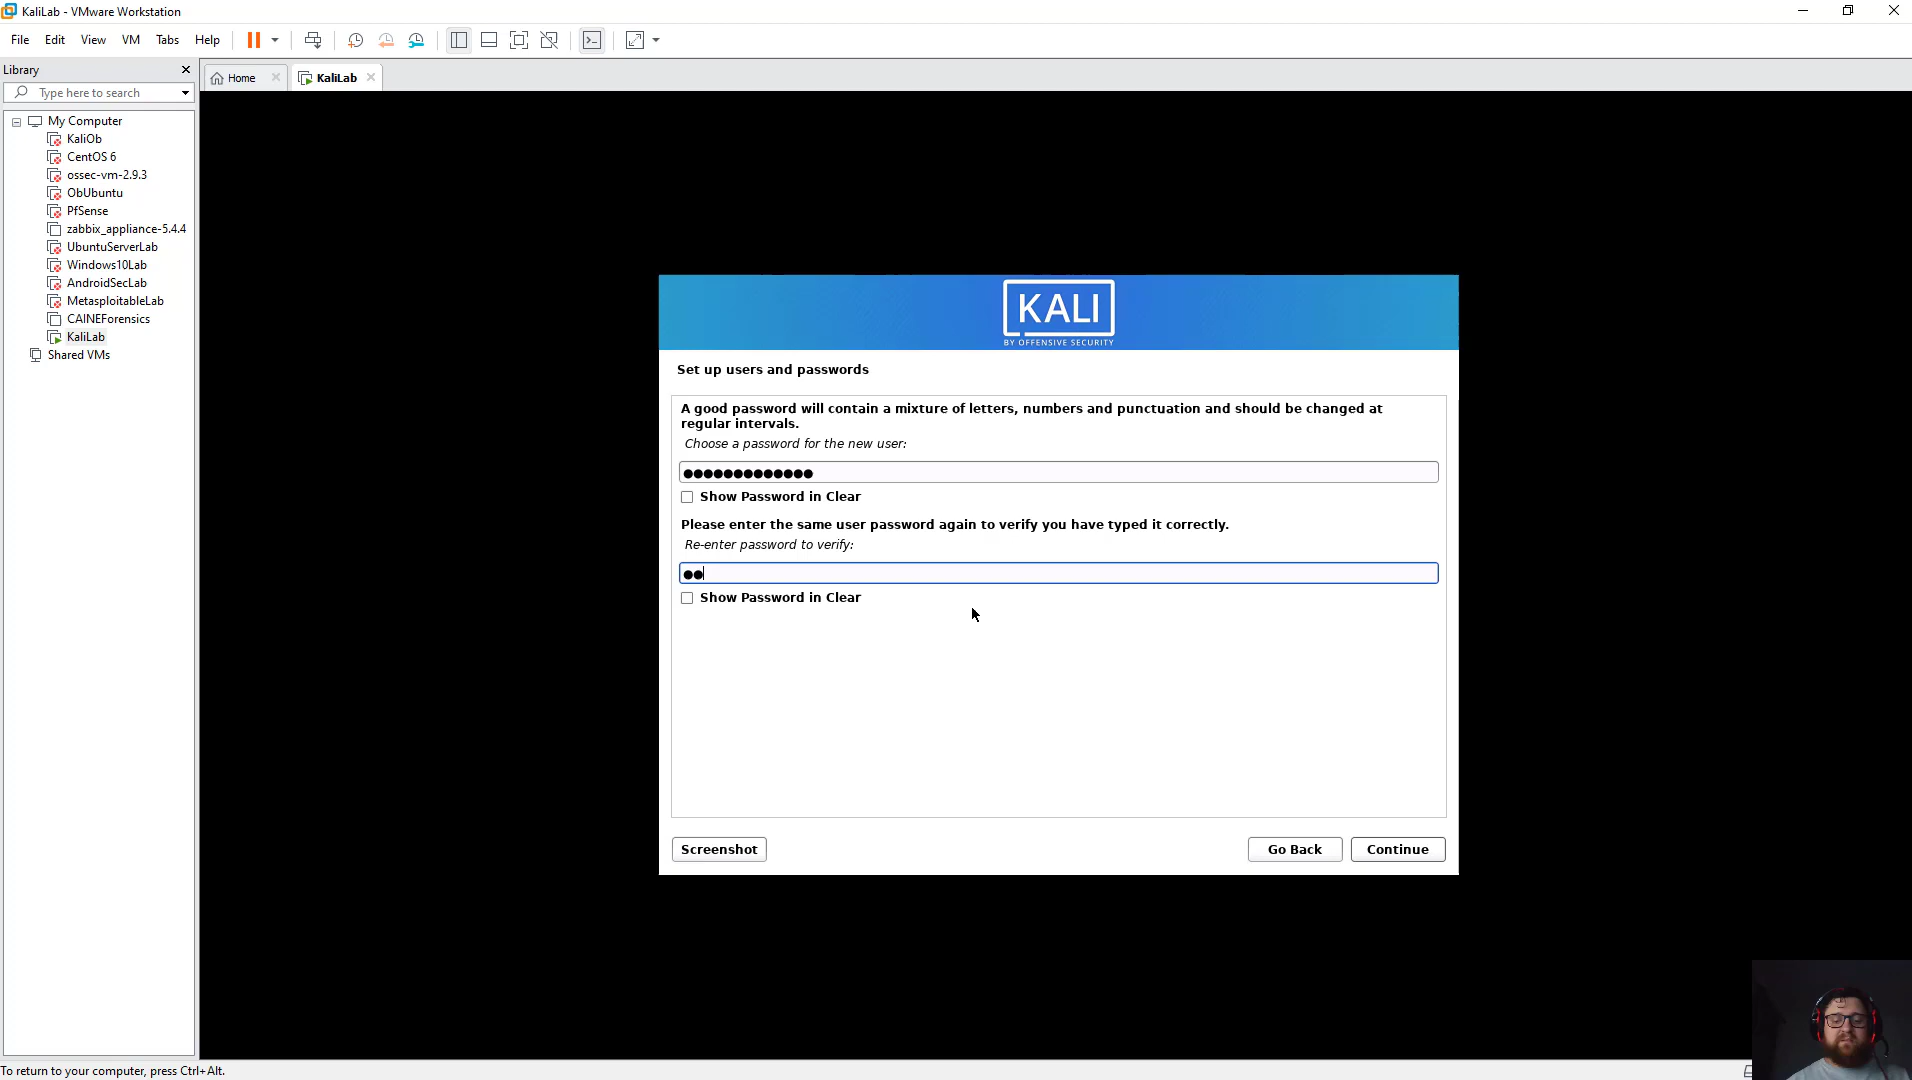 KaliLab - VMware Workstation
File Edit View VM Tabs Help
Library
Home
KaliLab
Type here to search
My Computer
KaliOb
CentOS 6
ossec-vm-2.9.3
ObUbuntu
PfSense
zabbix_appliance-5.4.4
UbuntuServerLab
Windows10Lab
AndroidSecLab
MetasploitableLab
CAINEForensics
KaliLab
Shared VMs
KALI
BY OFFENSIVE SECURITY
Set up users and passwords
A good password will contain a mixture of letters, numbers and punctuation and should be changed at
regular intervals.
Choose a password for the new user:
●●●●●●●●●●●●●
Show Password in Clear
Please enter the same user password again to verify you have typed it correctly.
Re-enter password to verify:
●●
Show Password in Clear
Screenshot
Go Back
Continue
To return to your computer, press Ctrl+Alt.